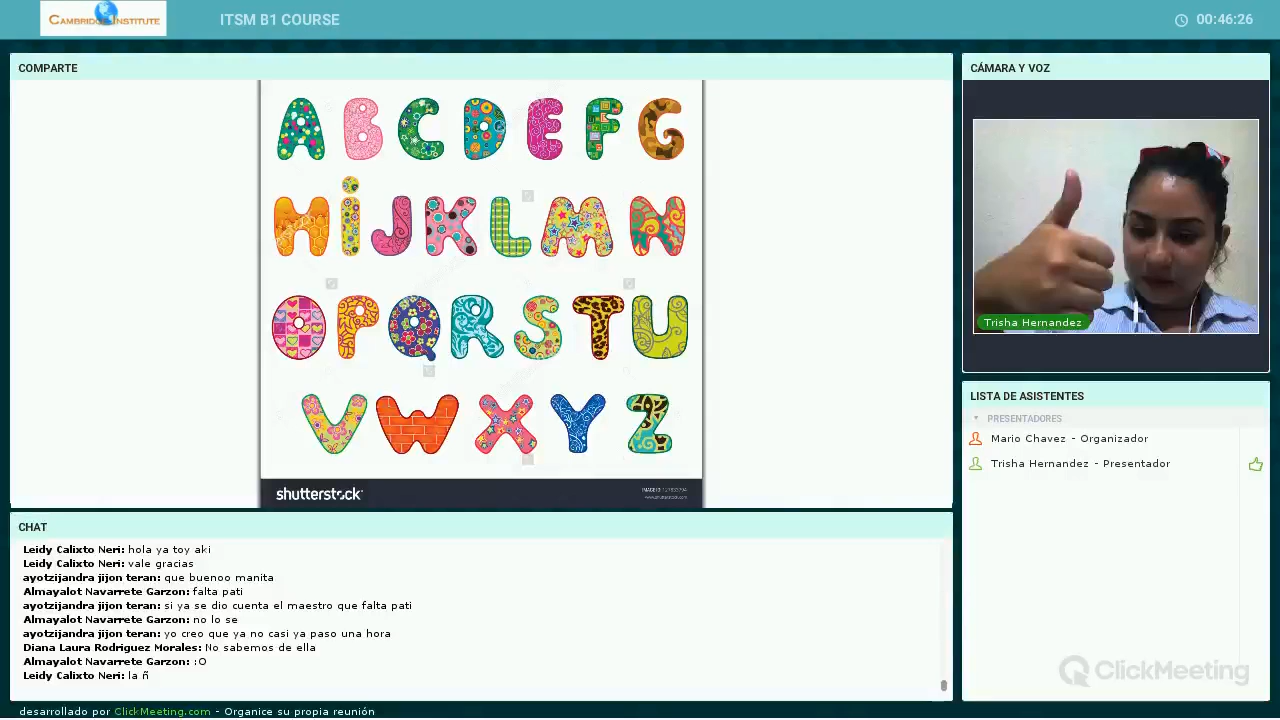 CAMBRIDGE INSTITUTE
ITSM B1 COURSE
00:46:26
COMPARTE
A B C D E F G
H i J K L M N
O P Q R S T U
V W X Y Z
shutterstock
CÁMARA Y VOZ
Trisha Hernandez
LISTA DE ASISTENTES
PRESENTADORES
Mario Chavez - Organizador
Trisha Hernandez - Presentador
ClickMeeting
CHAT
Leidy Calixto Neri: hola ya toy aki
Leidy Calixto Neri: vale gracias
ayotzijandra jijon teran: que buenoo manita
Almayalot Navarrete Garzon: falta pati
ayotzijandra jijon teran: si ya se dio cuenta el maestro que falta pati
Almayalot Navarrete Garzon: no lo se
ayotzijandra jijon teran: yo creo que ya no casi ya paso una hora
Diana Laura Rodriguez Morales: No sabemos de ella
Almayalot Navarrete Garzon: :O
Leidy Calixto Neri: la ñ
desarrollado por ClickMeeting.com - Organice su propia reunión